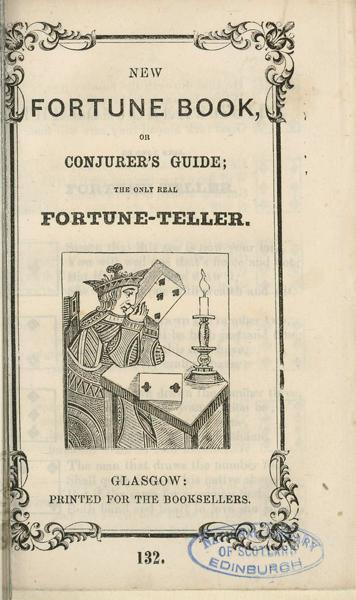 NEW
FORTUNE BOOK,
OR
CONJURER'S GUIDE;
THE ONLY REAL
FORTUNE-TELLER.
GLASGOW:
PRINTED FOR THE BOOKSELLERS.
132.
OF SCOTLAND
EDINBURGH